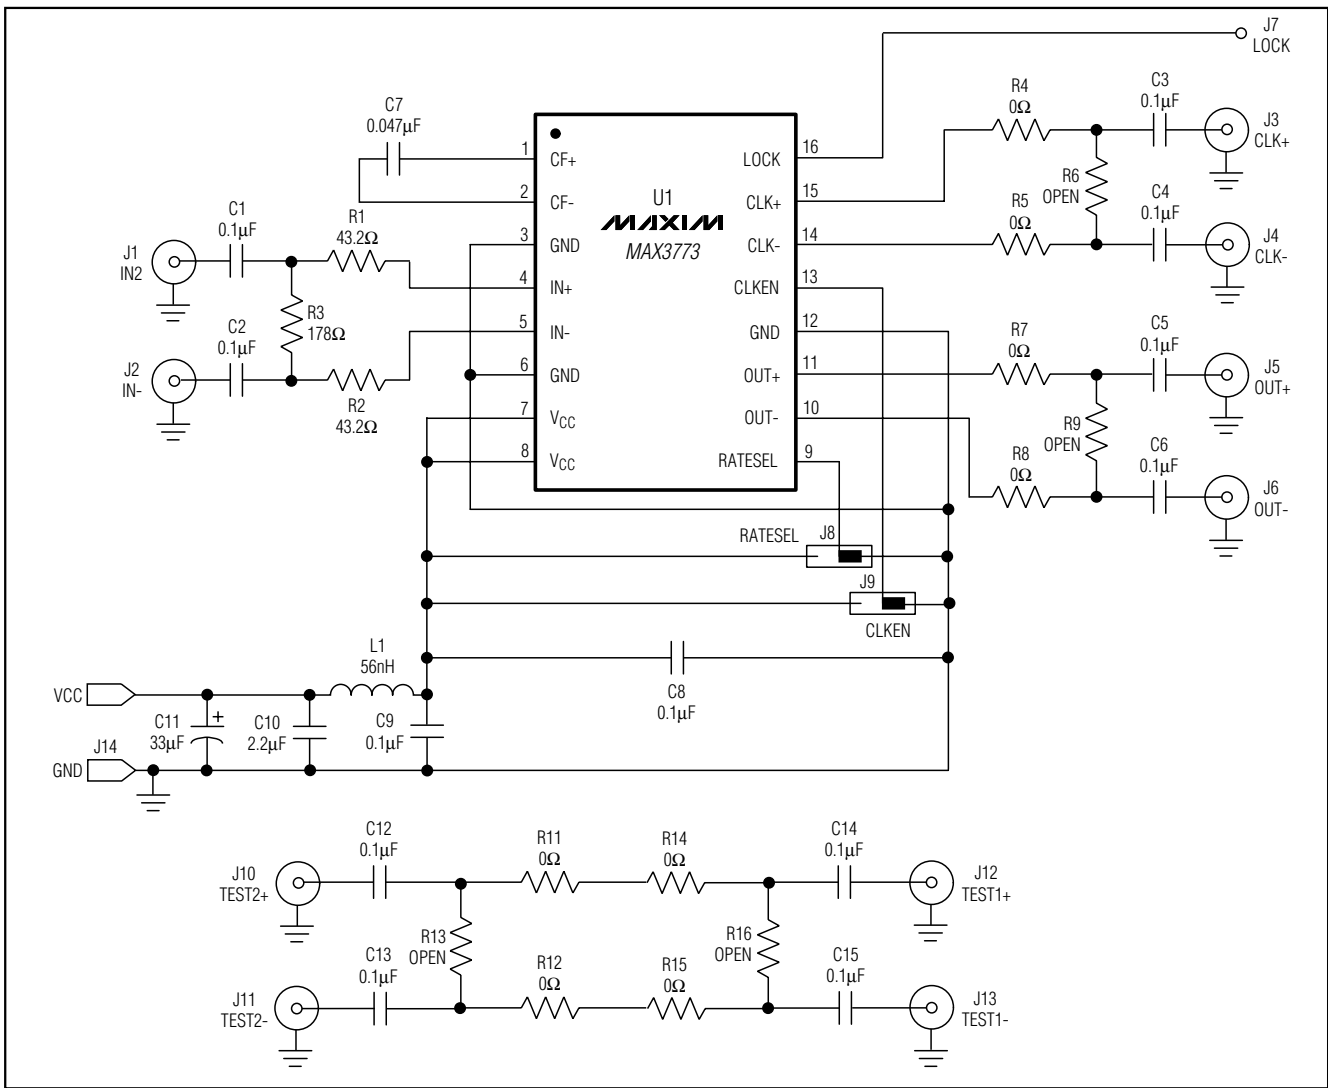 J7
LOCK
C7
0.047µF
R4
0Ω
C3
0.1µF
J3
CLK+
R6
OPEN
R5
0Ω
C4
0.1µF
J4
CLK-
1
CF+
2
CF-
3
GND
4
IN+
5
IN-
6
GND
7
VCC
8
VCC
U1
MAXIM
MAX3773
LOCK
16
CLK+
15
CLK-
14
CLKEN
13
GND
12
OUT+
11
OUT-
10
RATESEL
9
J1
IN2
C1
0.1µF
R1
43.2Ω
R3
178Ω
J2
IN-
C2
0.1µF
R2
43.2Ω
R7
0Ω
C5
0.1µF
J5
OUT+
R9
OPEN
R8
0Ω
C6
0.1µF
J6
OUT-
RATESEL
J8
J9
CLKEN
L1
56nH
C8
0.1µF
VCC
C11
33µF
+
C10
2.2µF
C9
0.1µF
J14
GND
J10
TEST2+
C12
0.1µF
R11
0Ω
R14
0Ω
C14
0.1µF
J12
TEST1+
R13
OPEN
R16
OPEN
J11
TEST2-
C13
0.1µF
R12
0Ω
R15
0Ω
C15
0.1µF
J13
TEST1-